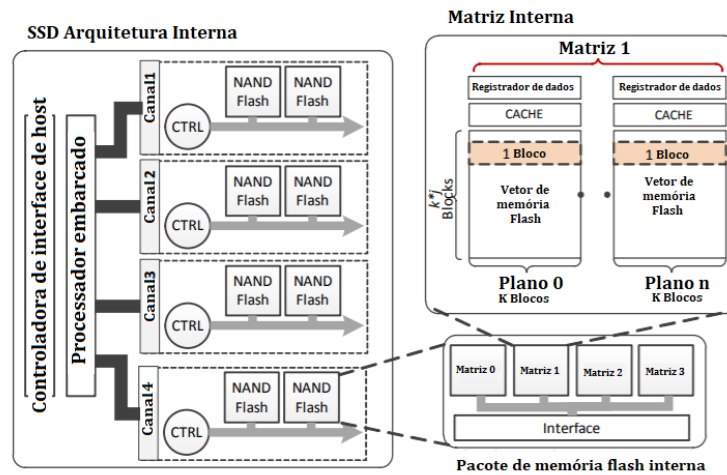 SSD Arquitetura Interna
Controladora de interface de host
Processador embarcado
Canal1
CTRL
NAND
Flash
NAND
Flash
Canal2
CTRL
NAND
Flash
NAND
Flash
Canal3
CTRL
NAND
Flash
NAND
Flash
Canal4
CTRL
NAND
Flash
NAND
Flash
Matriz Interna
Matriz 1
Registrador de dados
CACHE
1 Bloco
Vetor de
memória
Flash
k*j
Blocks
Plano 0
K Blocos
Registrador de dados
CACHE
1 Bloco
Vetor de
memória
Flash
Plano n
K Blocos
Matriz 0
Matriz 1
Matriz 2
Matriz 3
Interface
Pacote de memória flash interna